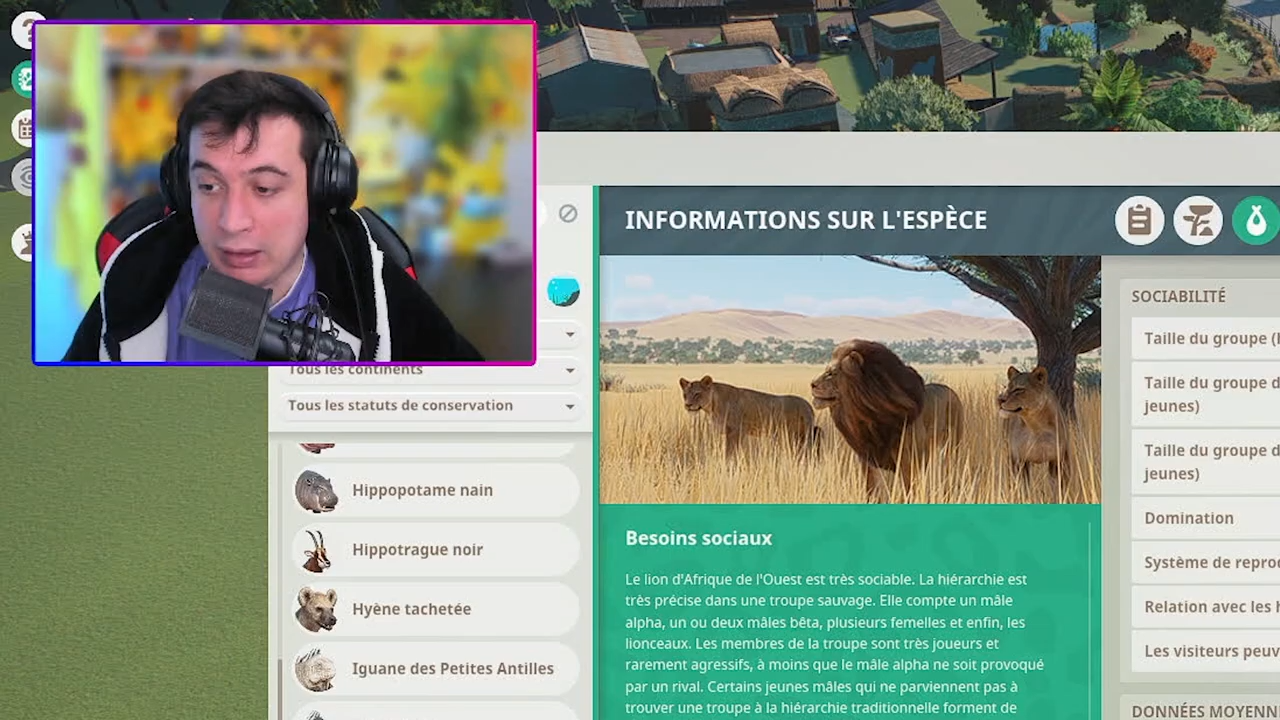 INFORMATIONS SUR L'ESPÈCE
Tous les continents
Tous les statuts de conservation
Hippopotame nain
Hippotrague noir
Hyène tachetée
Iguane des Petites Antilles
Besoins sociaux
Le lion d'Afrique de l'Ouest est très sociable. La hiérarchie est
très précise dans une troupe sauvage. Elle compte un mâle
alpha, un ou deux mâles bêta, plusieurs femelles et enfin, les
lionceaux. Les membres de la troupe sont très joueurs et
rarement agressifs, à moins que le mâle alpha ne soit provoqué
par un rival. Certains jeunes mâles qui ne parviennent pas à
trouver une troupe à la hiérarchie traditionnelle forment de
SOCIABILITÉ
Taille du groupe (
Taille du groupe d
jeunes)
Taille du groupe d
jeunes)
Domination
Système de repro
Relation avec les
Les visiteurs peuv
DONNÉES MOYENN